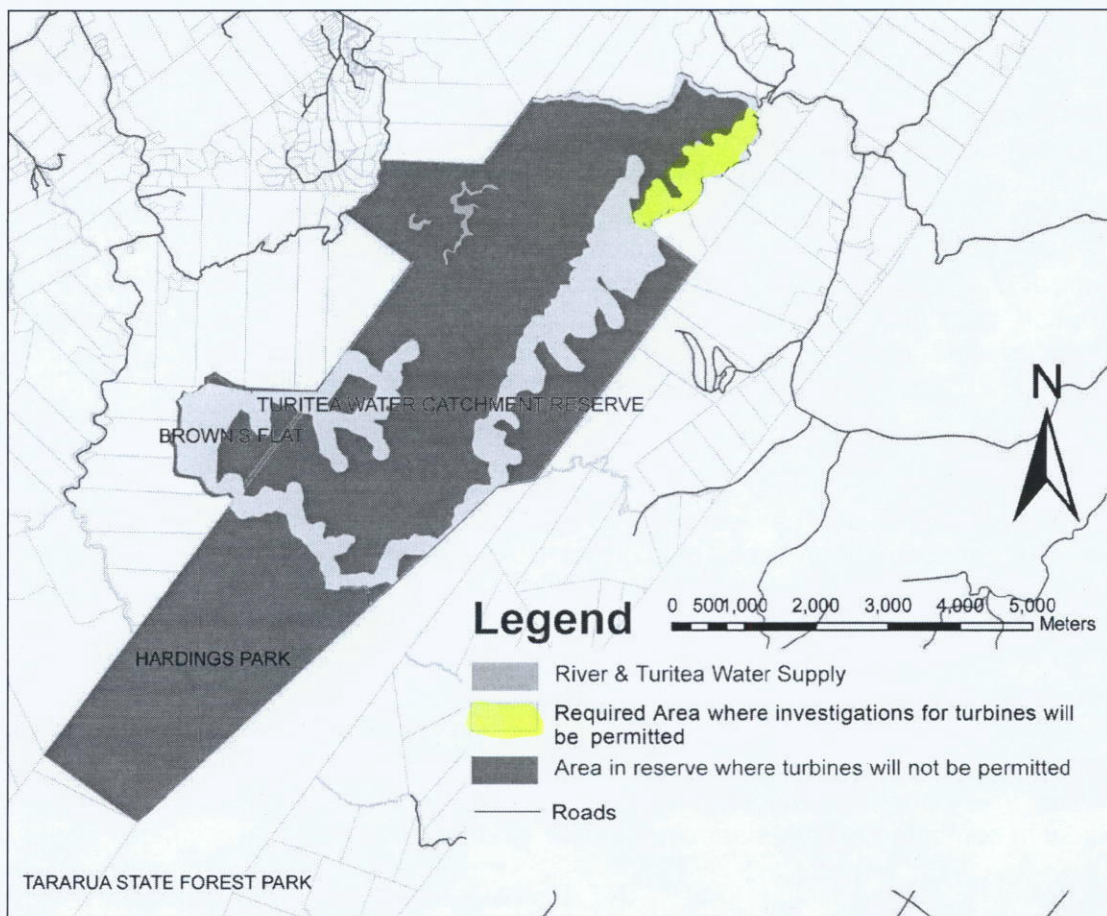 TURITEA WATER CATCHMENT RESERVE
BROWN'S FLAT
N
Legend
0 500 1,000 2,000 3,000 4,000 5,000
Meters
HARDINGS PARK
River & Turitea Water Supply
Required Area where investigations for turbines will
be permitted
Area in reserve where turbines will not be permitted
Roads
TARARUA STATE FOREST PARK